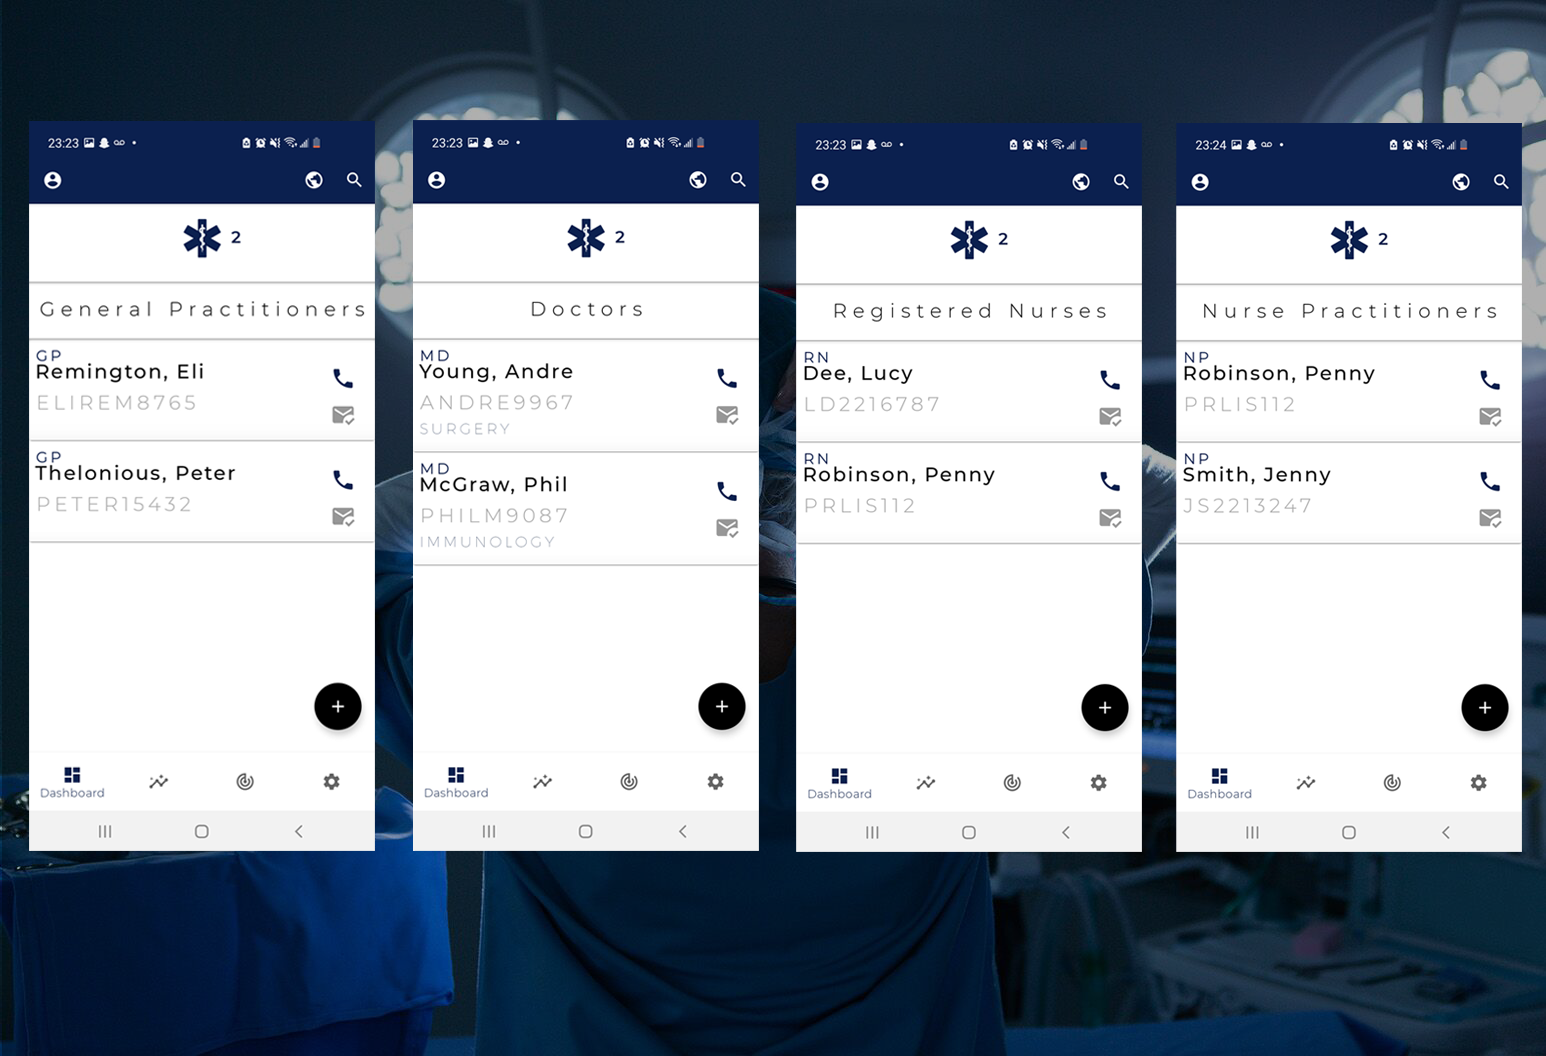 23:23
2
General Practitioners
GP
Remington, Eli
ELIREM8765
GP
Thelonious, Peter
PETER15432
Dashboard
23:23
2
Doctors
MD
Young, Andre
ANDRE9967
SURGERY
MD
McGraw, Phil
PHILM9087
IMMUNOLOGY
Dashboard
23:23
2
Registered Nurses
RN
Dee, Lucy
LD2216787
RN
Robinson, Penny
PRLIS112
Dashboard
23:24
2
Nurse Practitioners
NP
Robinson, Penny
PRLIS112
NP
Smith, Jenny
JS2213247
Dashboard